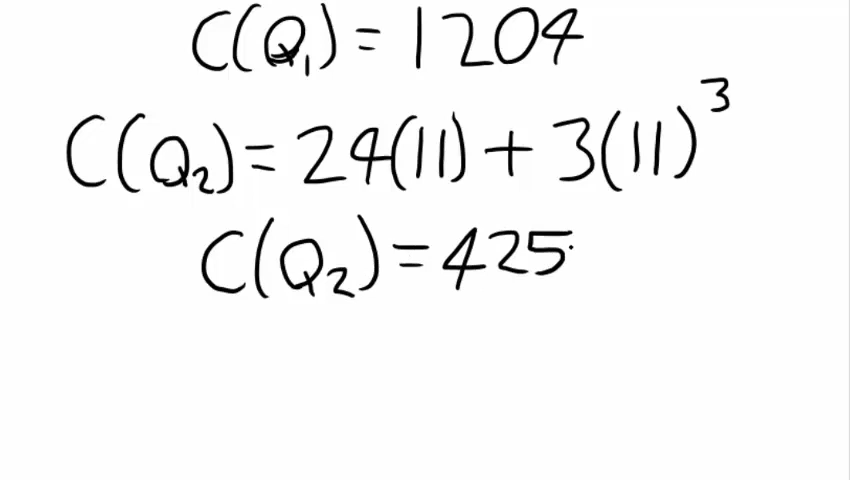 C(Q₁) = 1204
C(Q₂) = 24(11) + 3(11)³
C(Q₂) = 425